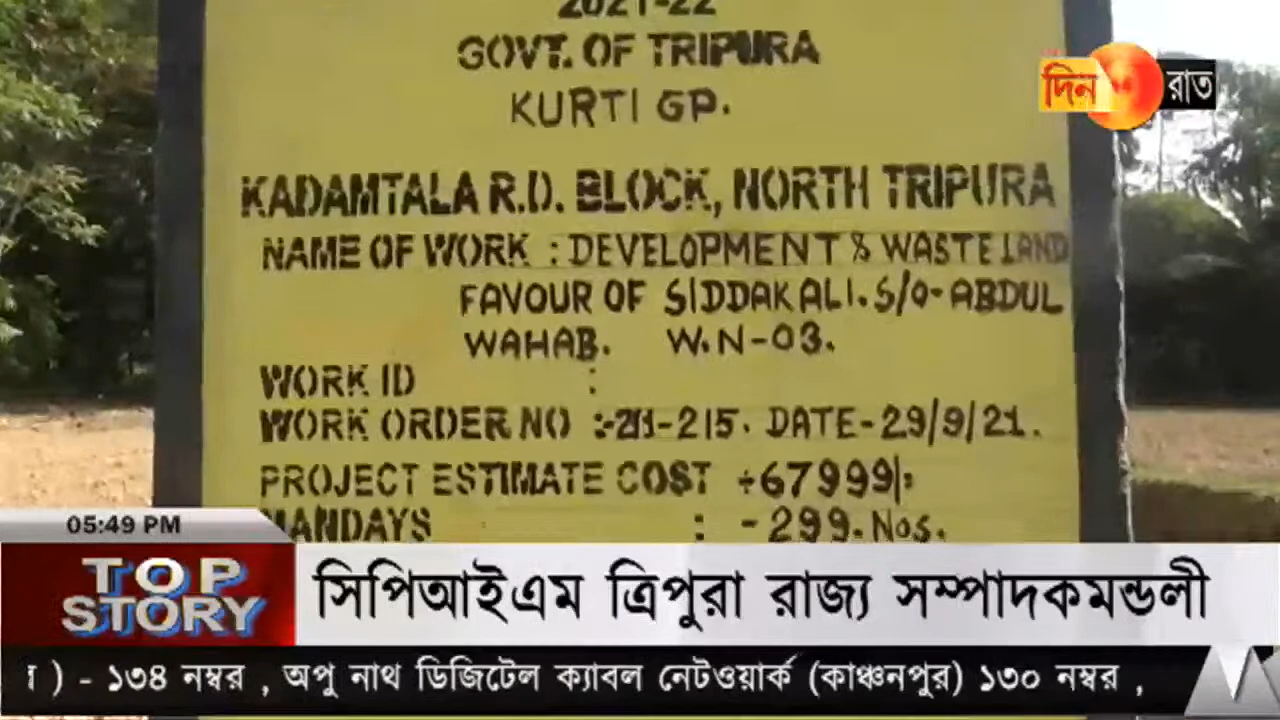 2021-22
GOVT. OF TRIPURA
KURTI GP.
দিন রাত
KADAMTALA R.D. BLOCK, NORTH TRIPURA
NAME OF WORK : DEVELOPMENT & WASTE LAND
FAVOUR OF SIDDAK ALI. S/O- ABDUL
WAHAB. W.N-03.
WORK ID :
WORK ORDER NO :- DATE-29/9/21.
PROJECT ESTIMATE COST 67999/-
MANDAYS : - 299. Nos.
05:49 PM
TOP
STORY
সিপিআইএম ত্রিপুরা রাজ্য সম্পাদকমন্ডলী
) - ১৩৪ নম্বর , অপু নাথ ডিজিটেল ক্যাবল নেটওয়ার্ক (কাঞ্চনপুর) ১৩০ নম্বর ,